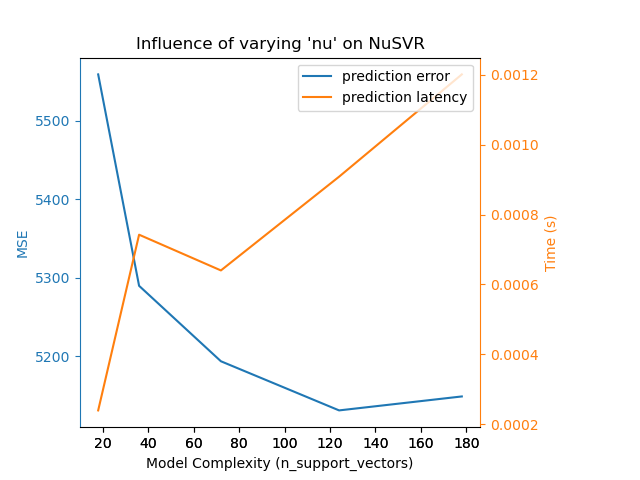 Influence of varying 'nu' on NuSVR
prediction error
prediction latency
5500
5400
5300
5200
MSE
0.0012
0.0010
0.0008
0.0006
0.0004
0.0002
Time (s)
20 40 60 80 100 120 140 160 180
Model Complexity (n_support_vectors)